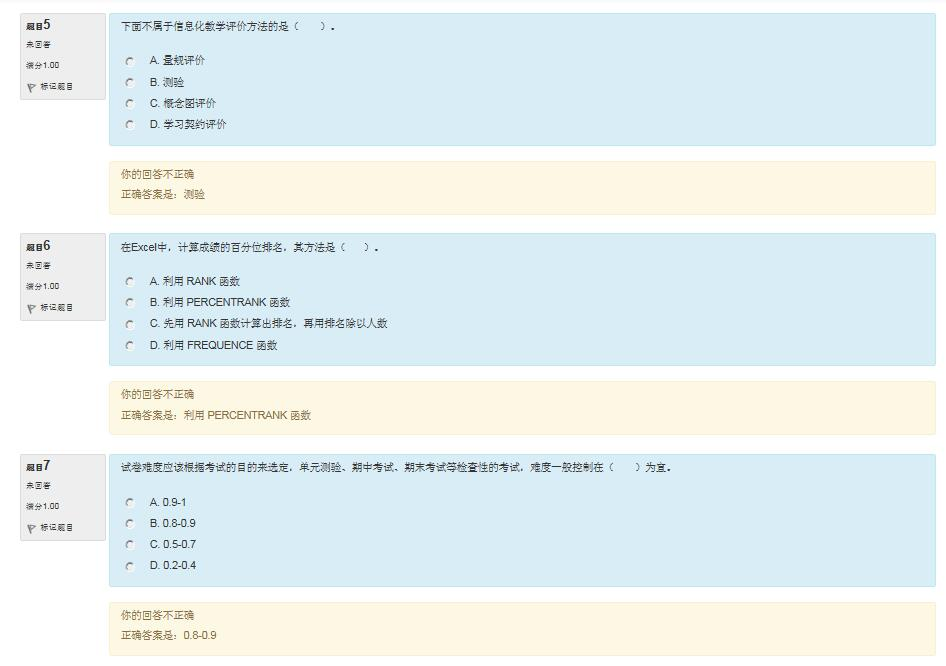 题目5
未回答
满分1.00
标记题目
下面不属于信息化教学评价方法的是（　　）。
A. 量规评价
B. 测验
C. 概念图评价
D. 学习契约评价
你的回答不正确
正确答案是：测验
题目6
未回答
满分1.00
标记题目
在Excel中，计算成绩的百分位排名，其方法是（　　）。
A. 利用 RANK 函数
B. 利用 PERCENTRANK 函数
C. 先用 RANK 函数计算出排名，再用排名除以人数
D. 利用 FREQUENCE 函数
你的回答不正确
正确答案是：利用 PERCENTRANK 函数
题目7
未回答
满分1.00
标记题目
试卷难度应该根据考试的目的来选定，单元测验、期中考试、期末考试等检查性的考试，难度一般控制在（　　）为宜。
A. 0.9-1
B. 0.8-0.9
C. 0.5-0.7
D. 0.2-0.4
你的回答不正确
正确答案是：0.8-0.9